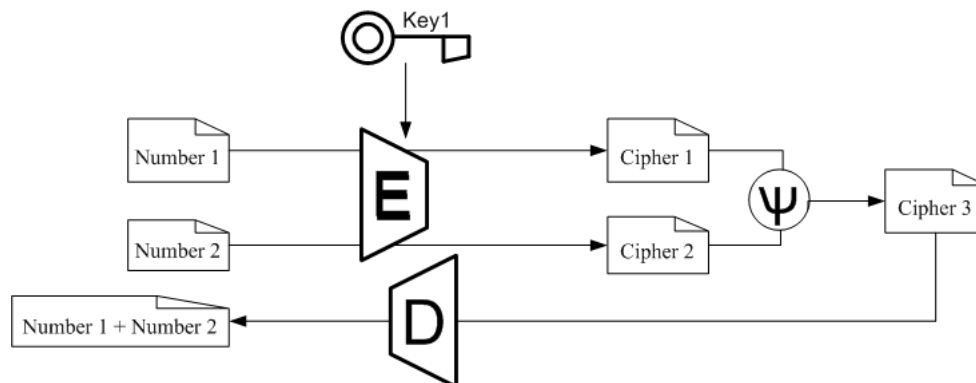 Key1
Number 1
E
Cipher 1
Ψ
Cipher 3
Number 2
Cipher 2
Number 1 + Number 2
D